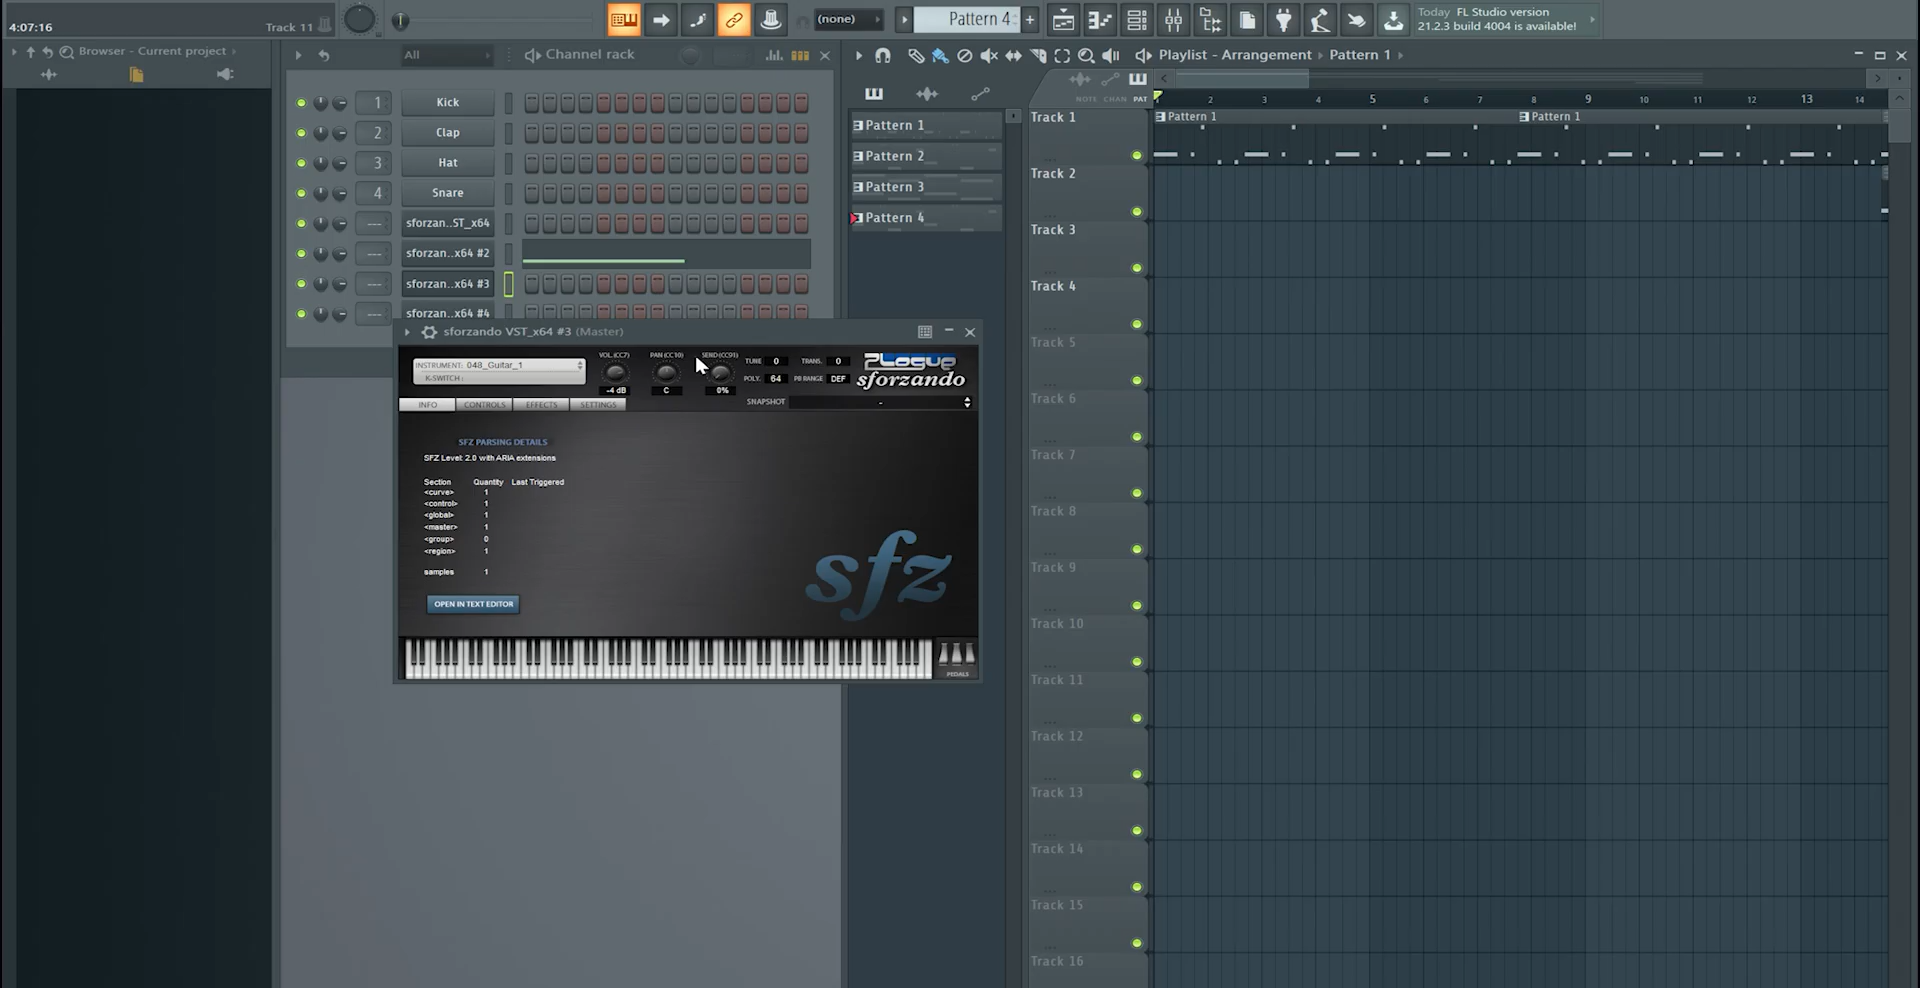 4:07:16
Track 11
(none)
Pattern 4
Today FL Studio version
21.2.3 build 4004 is available!
Browser - Current project
All
Channel rack
Playlist - Arrangement
Pattern 1
NOTE CHAN PAT
1 2 3 4 5 6 7 8 9 10 11 12 13 14
1 Kick
2 Clap
3 Hat
4 Snare
--- sforzan..ST_x64
--- sforzan..x64 #2
--- sforzan..x64 #3
--- sforzan..x64 #4
Pattern 1
Pattern 2
Pattern 3
Pattern 4
Track 1
Track 2
Track 3
Track 4
Track 5
Track 6
Track 7
Track 8
Track 9
Track 10
Track 11
Track 12
Track 13
Track 14
Track 15
Track 16
Pattern 1
Pattern 1
sforzando VST_x64 #3 (Master)
INSTRUMENT: 048_Guitar_1
K-SWITCH:
VOL. (CC7)
-4 dB
PAN (CC10)
C
SEND (CC91)
0%
TUNE 0
TRANS. 0
POLY. 64
PB RANGE DEF
Plogue
sforzando
INFO CONTROLS EFFECTS SETTINGS
SNAPSHOT -
SFZ PARSING DETAILS
SFZ Level: 2.0 with ARIA extensions
Section Quantity Last Triggered
<curve> 1
<control> 1
<global> 1
<master> 1
<group> 0
<region> 1
samples 1
OPEN IN TEXT EDITOR
sfz
PEDALS